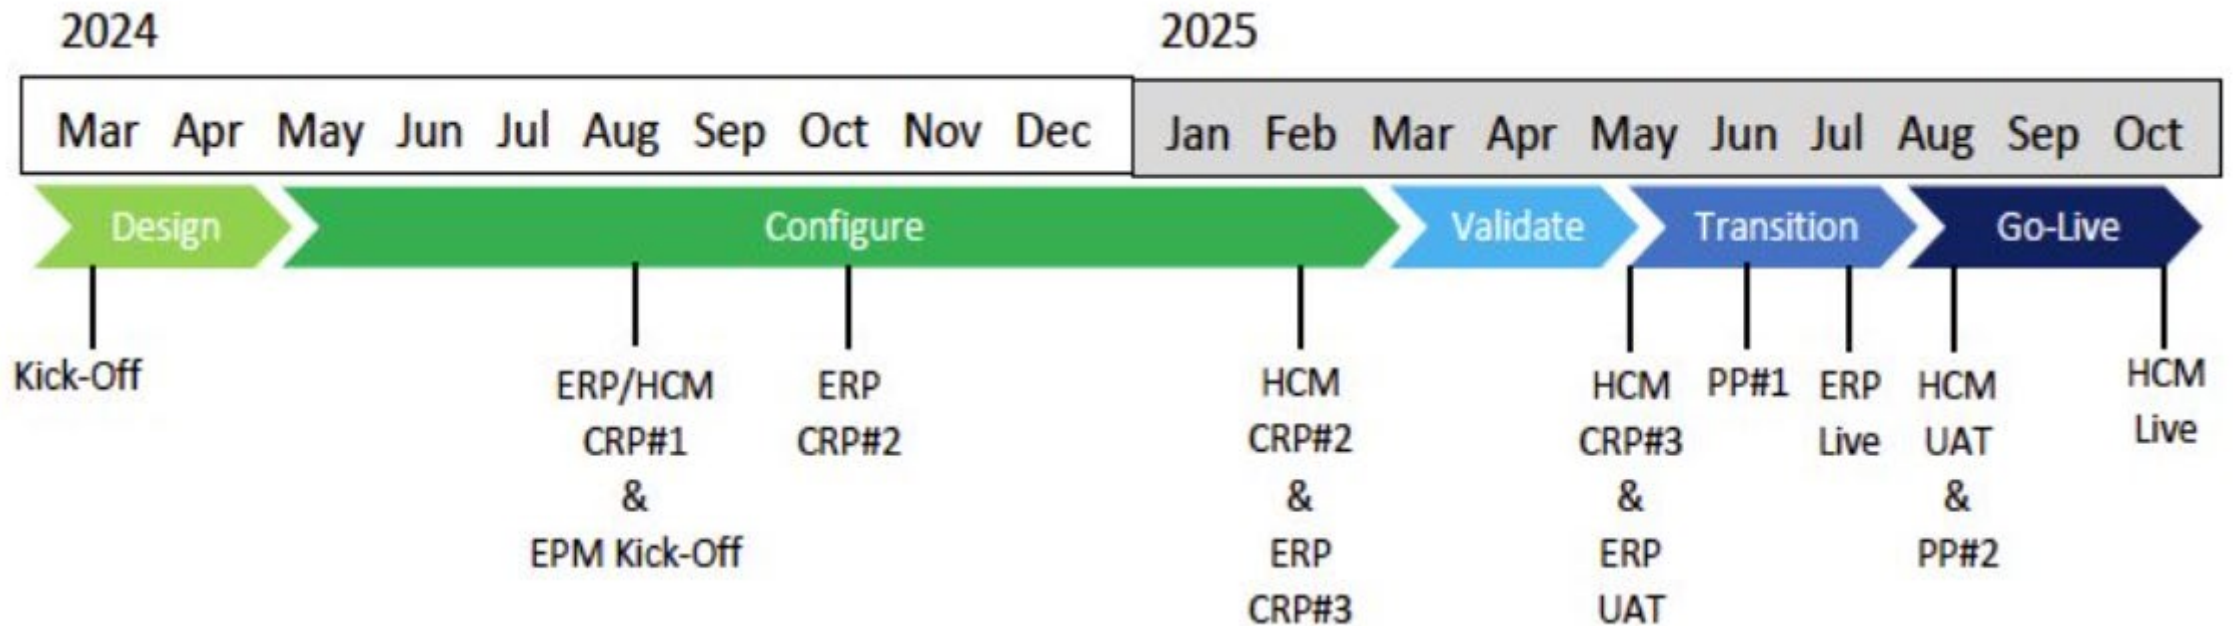 2024 2025
Mar Apr May Jun Jul Aug Sep Oct Nov Dec Jan Feb Mar Apr May Jun Jul Aug Sep Oct
Design Configure Validate Transition Go-Live
Kick-Off
ERP/HCM
CRP#1
&
EPM Kick-Off
ERP
CRP#2
HCM
CRP#2
&
ERP
CRP#3
HCM
CRP#3
&
ERP
UAT
PP#1
ERP
Live
HCM
UAT
&
PP#2
HCM
Live